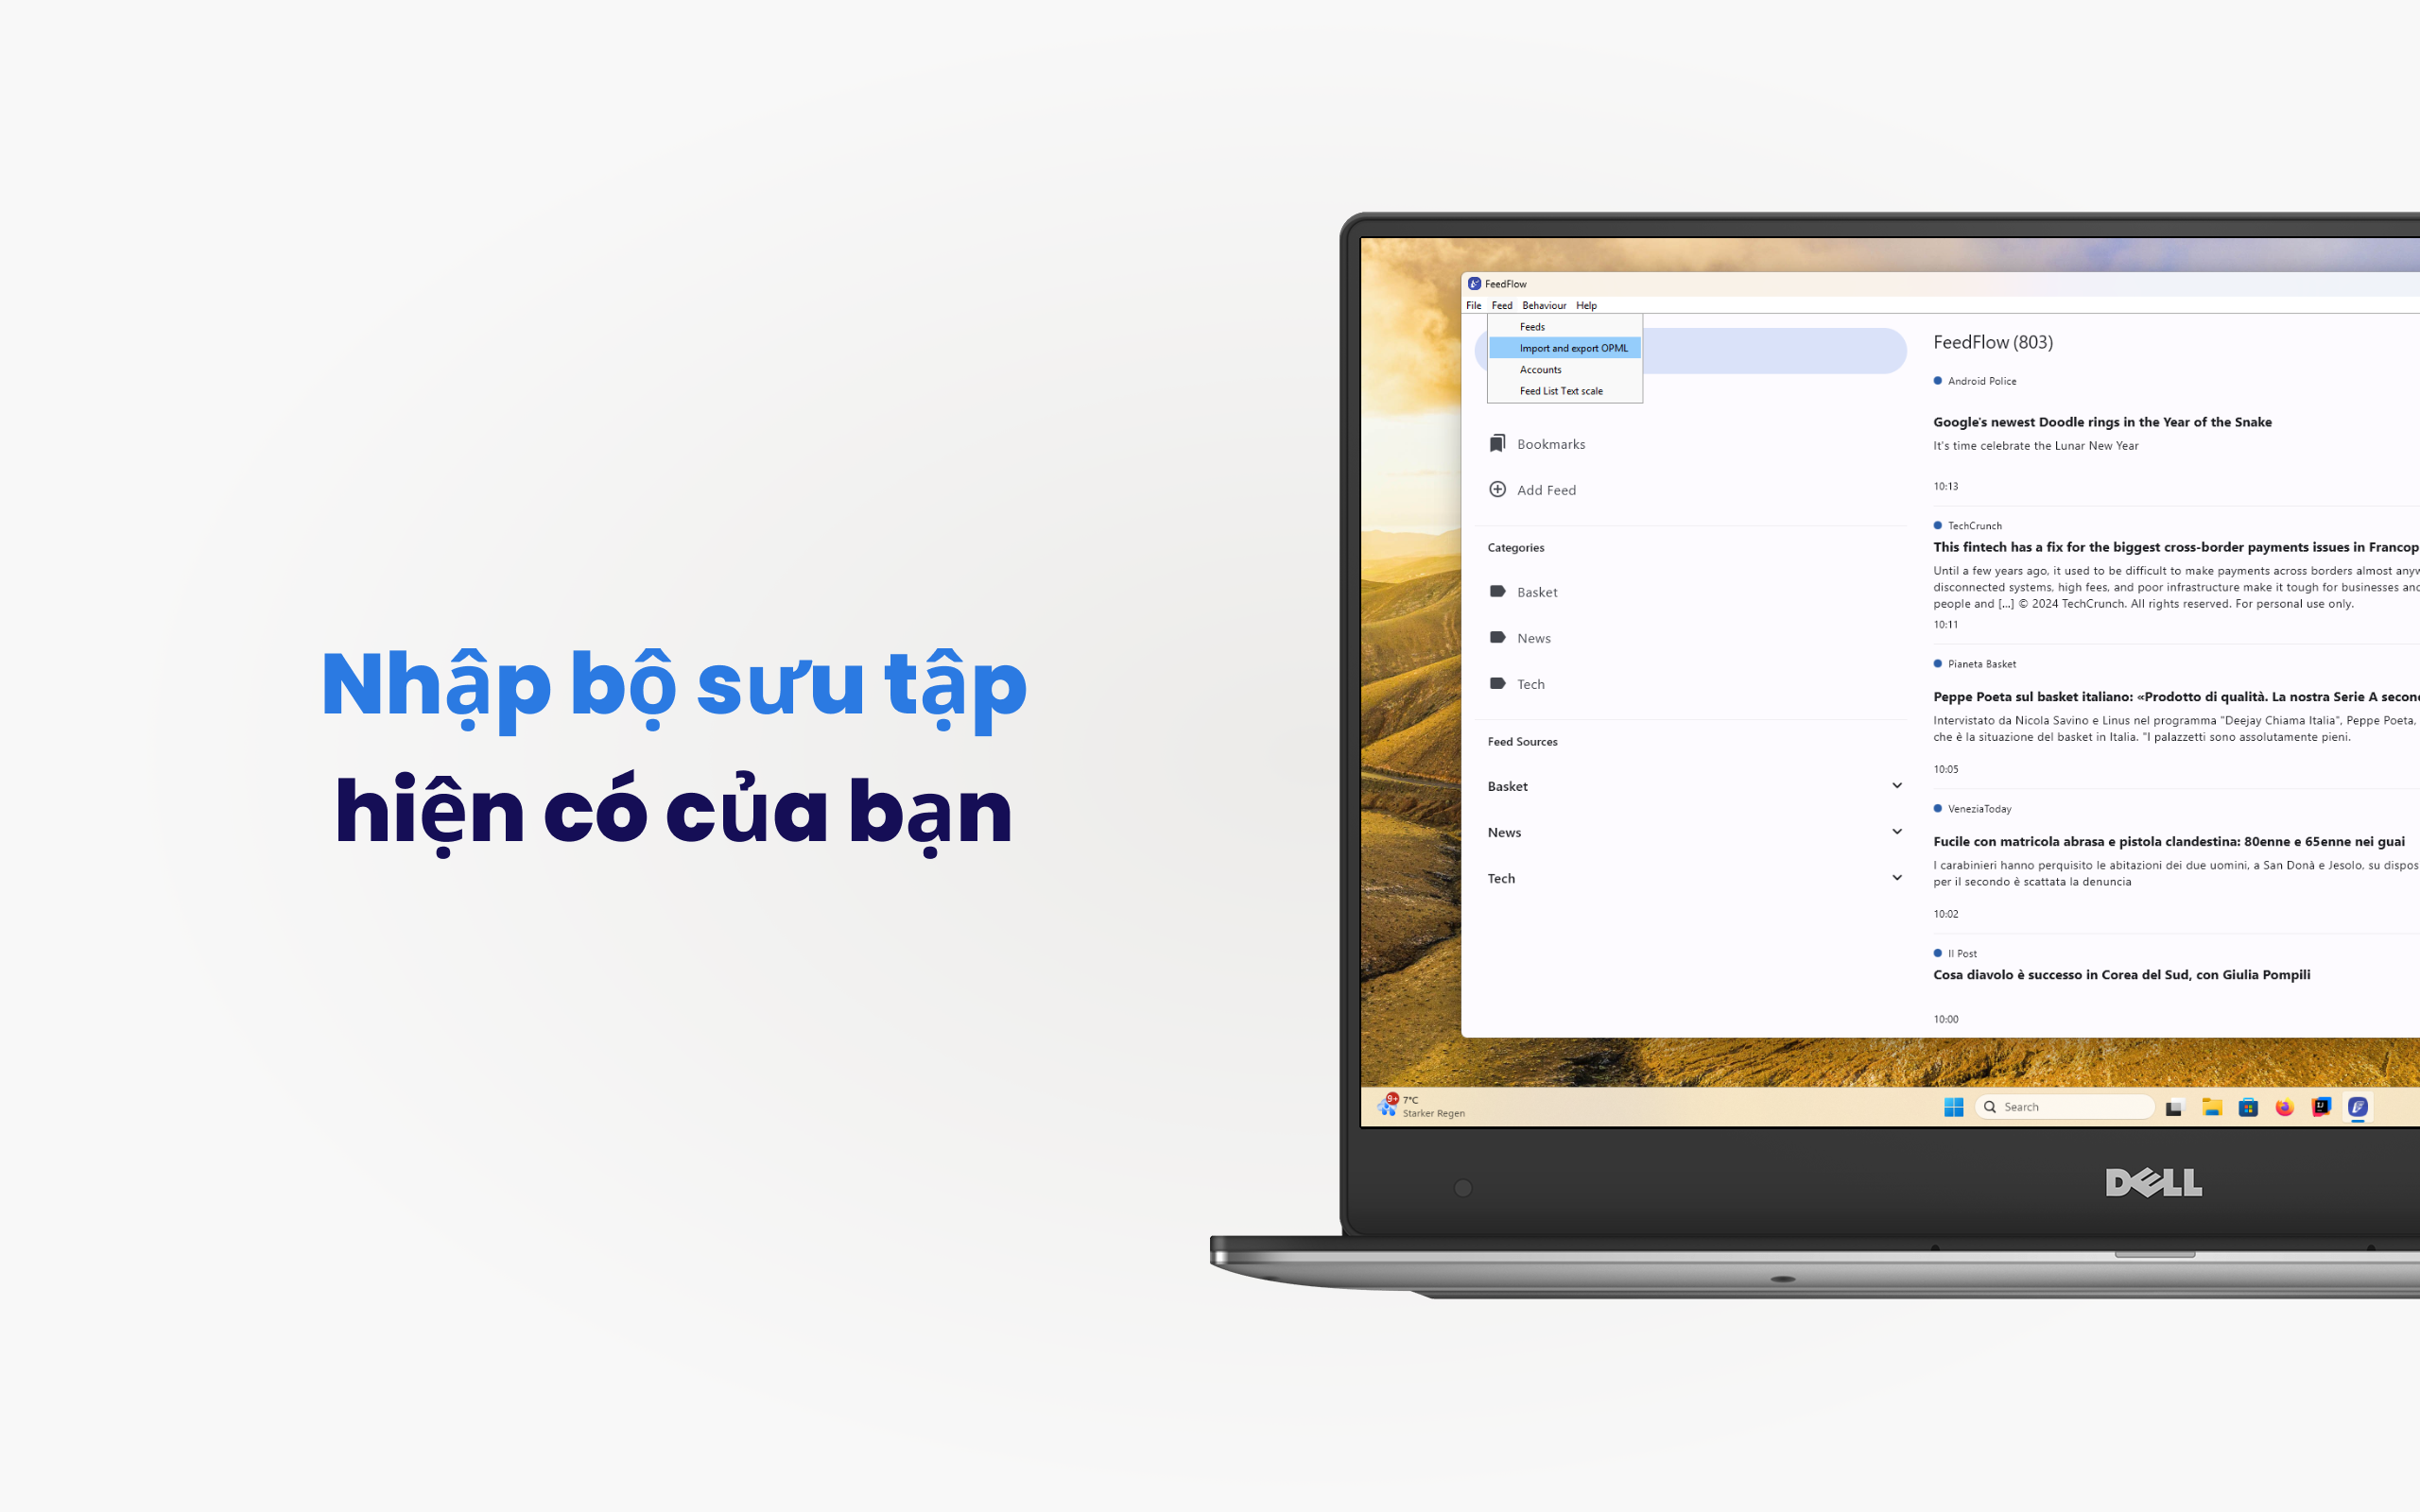 Nhập bộ sưu tập
hiện có của bạn
FeedFlow
File Feed Behaviour Help
Feeds
Import and export OPML
Accounts
Feed List Text scale
Bookmarks
Add Feed
Categories
Basket
News
Tech
Feed Sources
Basket
News
Tech
FeedFlow (803)
Android Police
Google's newest Doodle rings in the Year of the Snake
It's time celebrate the Lunar New Year
10:13
TechCrunch
This fintech has a fix for the biggest cross-border payments issues in Francop
Until a few years ago, it used to be difficult to make payments across borders almost anyw
disconnected systems, high fees, and poor infrastructure make it tough for businesses and
people and [...] © 2024 TechCrunch. All rights reserved. For personal use only.
10:11
Pianeta Basket
Peppe Poeta sul basket italiano: «Prodotto di qualità. La nostra Serie A second
Intervistato da Nicola Savino e Linus nel programma "Deejay Chiama Italia", Peppe Poeta,
che è la situazione del basket in Italia. "I palazzetti sono assolutamente pieni.
10:05
VeneziaToday
Fucile con matricola abrasa e pistola clandestina: 80enne e 65enne nei guai
I carabinieri hanno perquisito le abitazioni dei due uomini, a San Donà e Jesolo, su dispos
per il secondo è scattata la denuncia
10:02
Il Post
Cosa diavolo è successo in Corea del Sud, con Giulia Pompili
10:00
9+
7°C
Starker Regen
Search
DELL